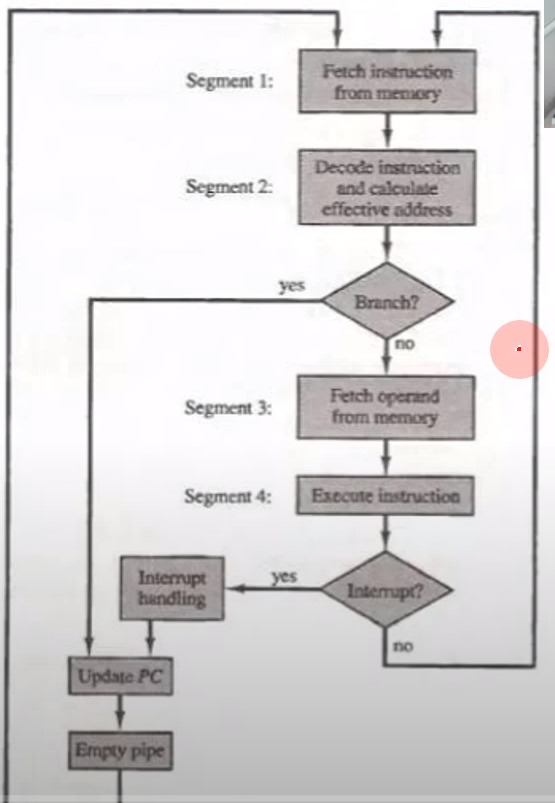 Segment 1:
Fetch instruction
from memory
Segment 2:
Decode instruction
and calculate
effective address
yes
Branch?
no
Segment 3:
Fetch operand
from memory
Segment 4:
Execute instruction
Interrupt
handling
yes
Interrupt?
no
Update PC
Empty pipe